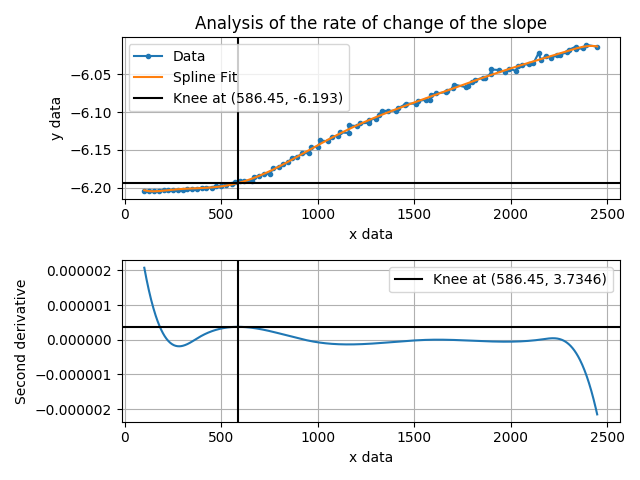 Analysis of the rate of change of the slope
Data
Spline Fit
Knee at (586.45, -6.193)
−6.05
−6.10
−6.15
−6.20
y data
0
500
1000
1500
2000
2500
x data
Knee at (586.45, 3.7346)
0.000002
0.000001
0.000000
−0.000001
−0.000002
Second derivative
0
500
1000
1500
2000
2500
x data